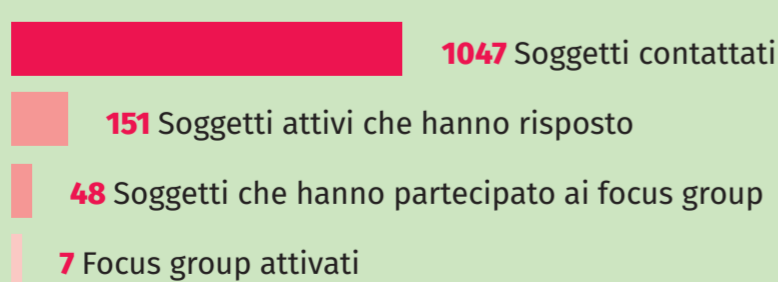 1047 Soggetti contattati
151 Soggetti attivi che hanno risposto
48 Soggetti che hanno partecipato ai focus group
7 Focus group attivati